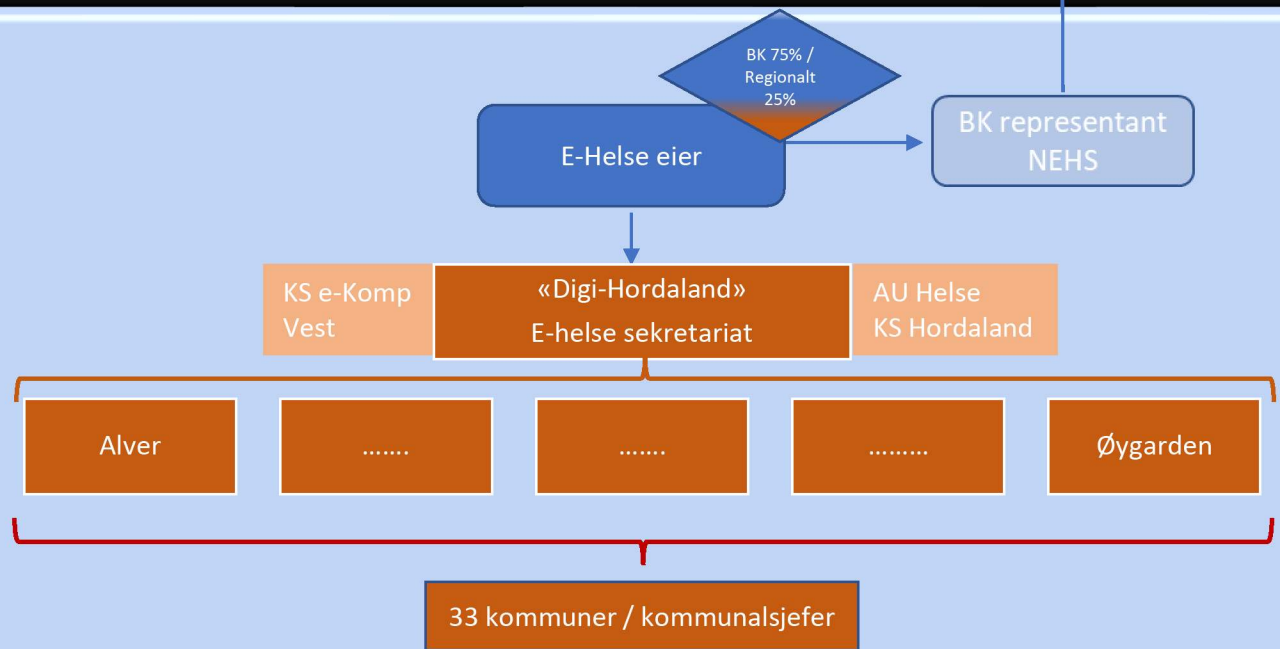 BK 75% /
Regionalt
25%
E-Helse eier
BK representant
NEHS
KS e-Komp
Vest
«Digi-Hordaland»
E-helse sekretariat
AU Helse
KS Hordaland
Alver
.......
.......
.........
Øygarden
33 kommuner / kommunalsjefer